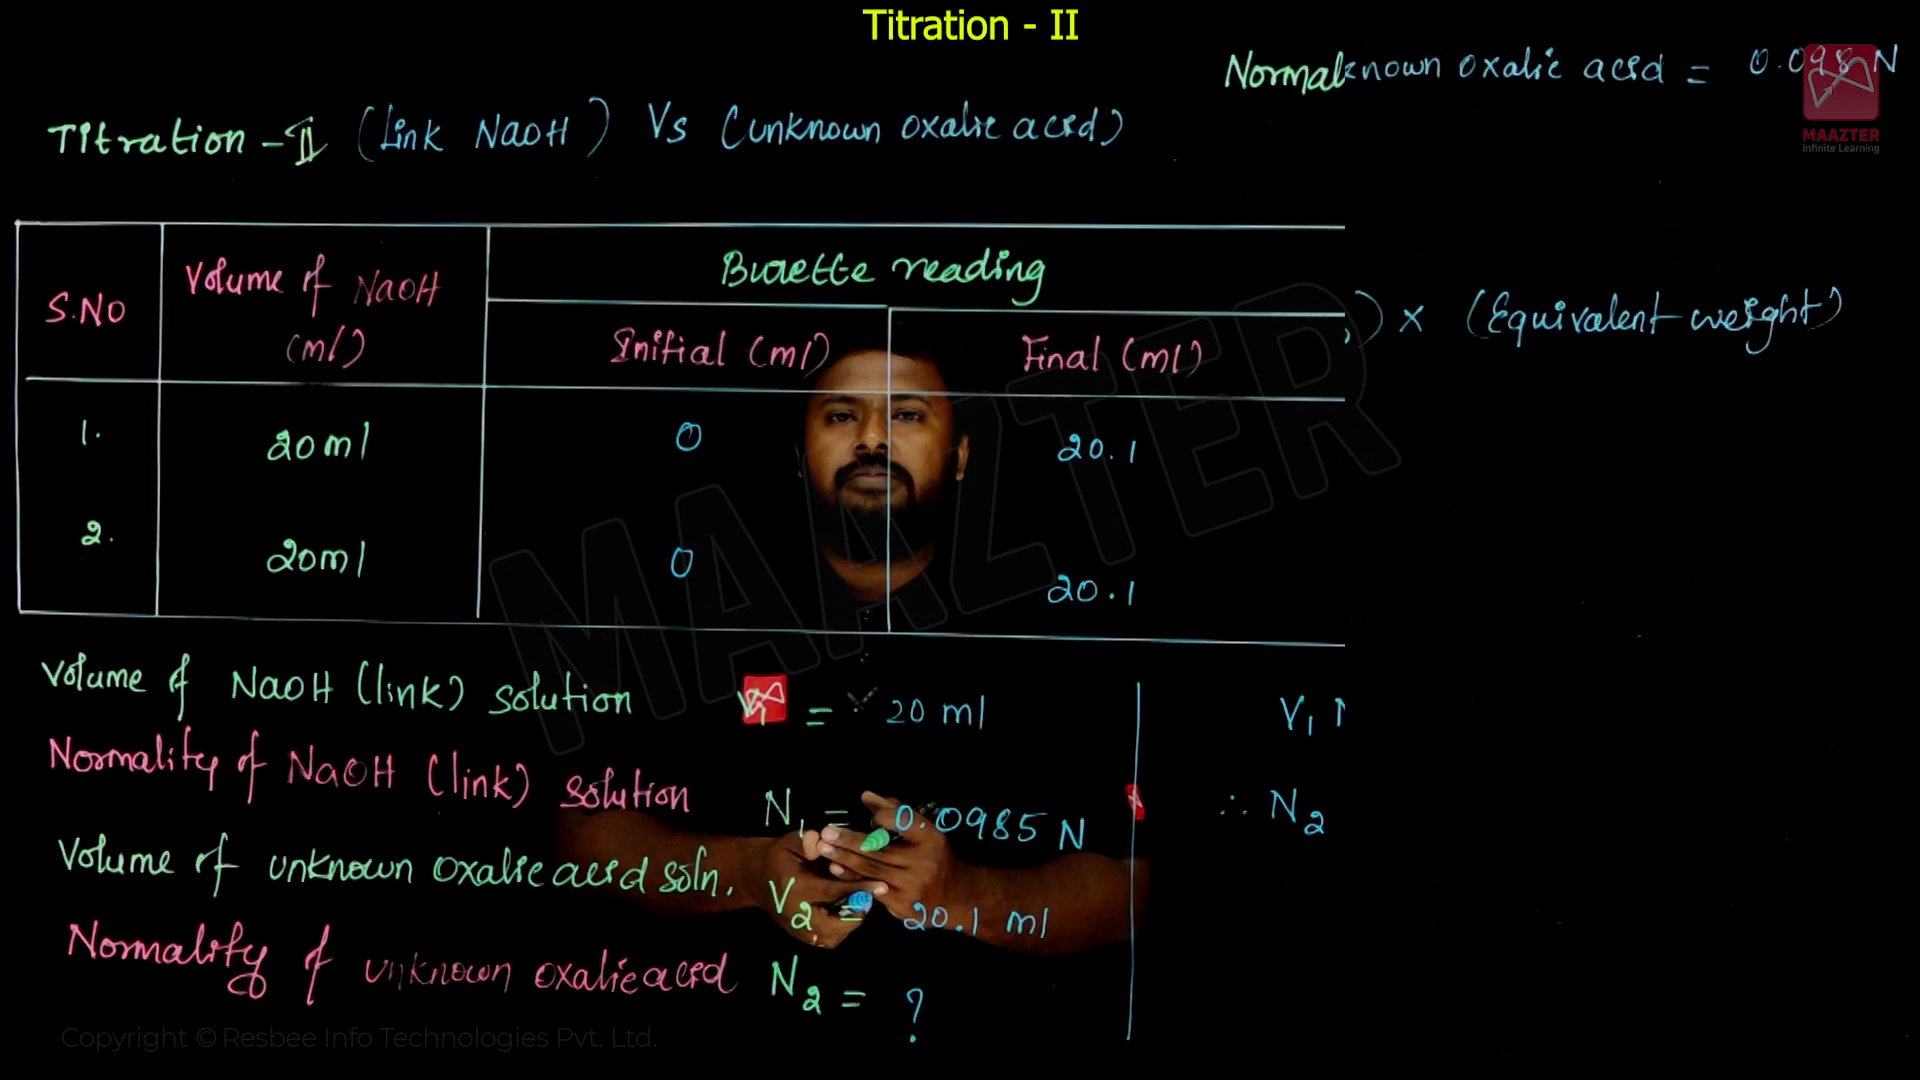 Titration - II
Normalknown oxalic acid = 0.098 N
MAAZTER
Infinite Learning
Titration - II (Link NaOH) Vs (unknown oxalic acid)
S.NO
Volume of NaOH (ml)
Burette reading
Initial (ml)
Final (ml)
) × (Equivalent weight)
1.
20 ml
0
20.1
2.
20 ml
0
20.1
MAAZTER
Volume of NaOH (link) solution V1 = 20 ml
V1
Normality of NaOH (link) solution N1 = 0.0985 N
∴ N2
Volume of unknown oxalic acid soln. V2 = 20.1 ml
Normality of unknown oxalic acid N2 = ?
Copyright © Resbee Info Technologies Pvt. Ltd.